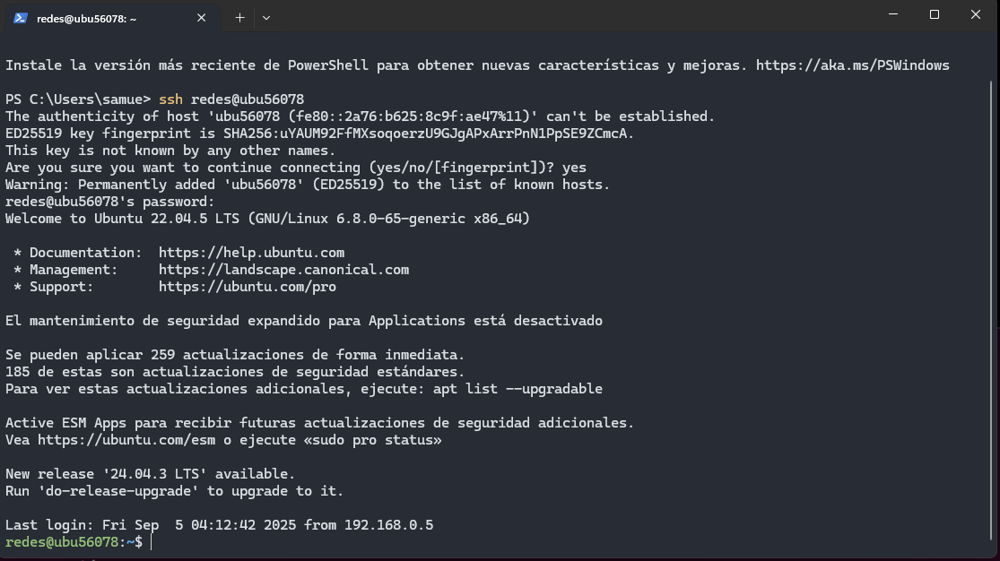 redes@ubu56078: ~
Instale la versión más reciente de PowerShell para obtener nuevas características y mejoras. https://aka.ms/PSWindows
PS C:\Users\samue> ssh redes@ubu56078
The authenticity of host 'ubu56078 (fe80::2a76:b625:8c9f:ae47%11)' can't be established.
ED25519 key fingerprint is SHA256:uYAUM92FfMXsoqoerzU9GJgAPxArrPnN1PpSE9ZCmcA.
This key is not known by any other names.
Are you sure you want to continue connecting (yes/no/[fingerprint])? yes
Warning: Permanently added 'ubu56078' (ED25519) to the list of known hosts.
redes@ubu56078's password:
Welcome to Ubuntu 22.04.5 LTS (GNU/Linux 6.8.0-65-generic x86_64)
* Documentation:  https://help.ubuntu.com
* Management:     https://landscape.canonical.com
* Support:        https://ubuntu.com/pro
El mantenimiento de seguridad expandido para Applications está desactivado
Se pueden aplicar 259 actualizaciones de forma inmediata.
185 de estas son actualizaciones de seguridad estándares.
Para ver estas actualizaciones adicionales, ejecute: apt list --upgradable
Active ESM Apps para recibir futuras actualizaciones de seguridad adicionales.
Vea https://ubuntu.com/esm o ejecute «sudo pro status»
New release '24.04.3 LTS' available.
Run 'do-release-upgrade' to upgrade to it.
Last login: Fri Sep  5 04:12:42 2025 from 192.168.0.5
redes@ubu56078:~$